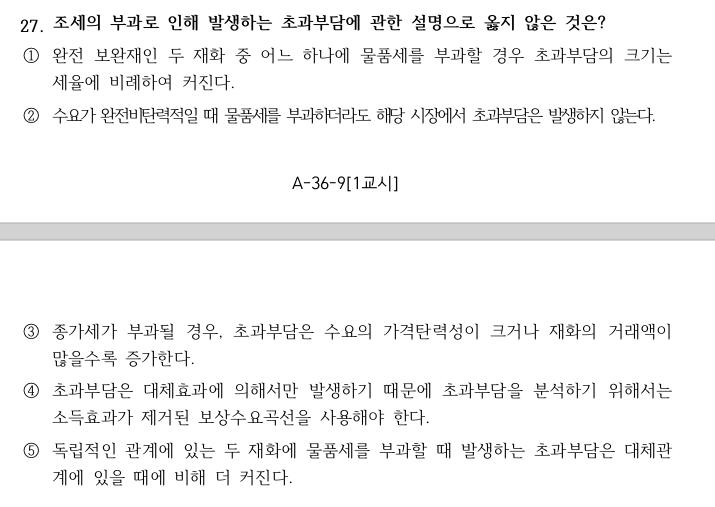 27. 조세의 부과로 인해 발생하는 초과부담에 관한 설명으로 옳지 않은 것은?
① 완전 보완재인 두 재화 중 어느 하나에 물품세를 부과할 경우 초과부담의 크기는
세율에 비례하여 커진다.
② 수요가 완전비탄력적일 때 물품세를 부과하더라도 해당 시장에서 초과부담은 발생하지 않는다.
A-36-9[1교시]
③ 종가세가 부과될 경우, 초과부담은 수요의 가격탄력성이 크거나 재화의 거래액이
많을수록 증가한다.
④ 초과부담은 대체효과에 의해서만 발생하기 때문에 초과부담을 분석하기 위해서는
소득효과가 제거된 보상수요곡선을 사용해야 한다.
⑤ 독립적인 관계에 있는 두 재화에 물품세를 부과할 때 발생하는 초과부담은 대체관
계에 있을 때에 비해 더 커진다.